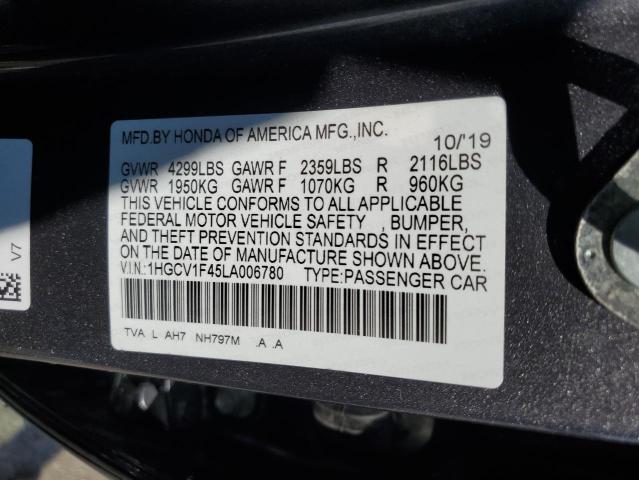 MFD.BY HONDA OF AMERICA MFG.,INC.
10/'19
GVWR 4299LBS GAWR F 2359LBS R 2116LBS
GVWR 1950KG GAWR F 1070KG R 960KG
THIS VEHICLE CONFORMS TO ALL APPLICABLE
FEDERAL MOTOR VEHICLE SAFETY , BUMPER,
AND THEFT PREVENTION STANDARDS IN EFFECT
ON THE DATE OF MANUFACTURE SHOWN ABOVE.
V.I.N.:1HGCV1F45LA006780 TYPE:PASSENGER CAR
TVA L AH7 NH797M .A .A
V7